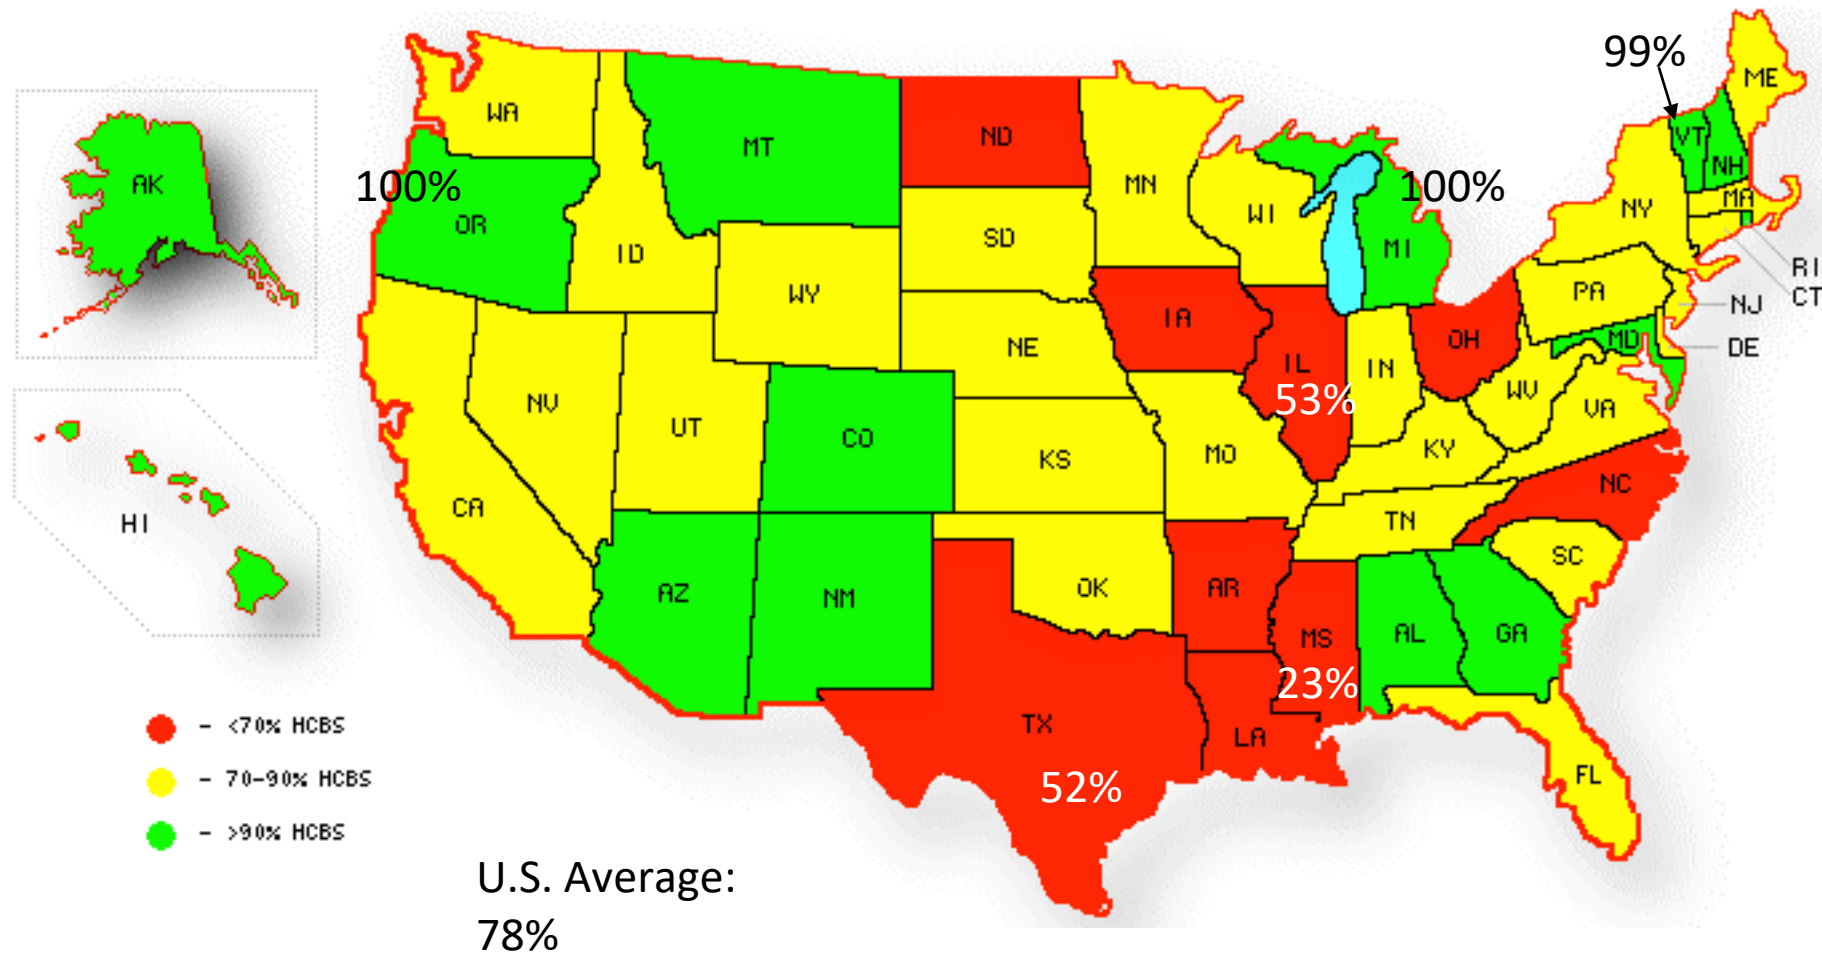 99%
ME
WA
MT
ND
VT
AK
MN
NH
100%
100%
MA
OR
WI
NY
SD
MI
ID
RI
PA
CT
WY
NJ
IA
MD
OH
DE
NE
IL
IN
WV
NV
53%
VA
UT
CO
KY
KS
MO
NC
CA
TN
HI
SC
AZ
NM
OK
AR
MS
AL
GA
23%
TX
LA
- <70% HCBS
FL
- 70-90% HCBS
52%
- >90% HCBS
U.S. Average:
78%